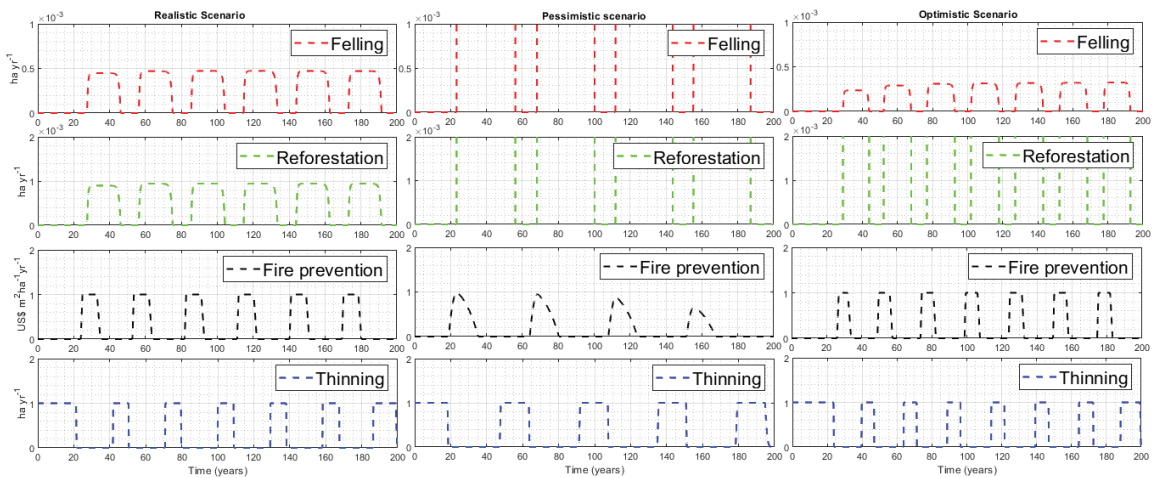 Realistic Scenario
×10⁻³
1
0.5
0
ha yr⁻¹
Felling
0 20 40 60 80 100 120 140 160 180 200
×10⁻³
2
1
0
ha yr⁻¹
Reforestation
0 20 40 60 80 100 120 140 160 180 200
2
1
0
US$ m²ha⁻¹yr⁻¹
Fire prevention
0 20 40 60 80 100 120 140 160 180 200
2
1
0
ha yr⁻¹
Thinning
0 20 40 60 80 100 120 140 160 180 200
Time (years)
Pessimistic scenario
×10⁻³
1
0.5
0
Felling
0 20 40 60 80 100 120 140 160 180 200
×10⁻³
2
1
0
Reforestation
0 20 40 60 80 100 120 140 160 180 200
2
1
0
Fire prevention
0 20 40 60 80 100 120 140 160 180 200
2
1
0
Thinning
0 20 40 60 80 100 120 140 160 180 200
Time (years)
Optimistic Scenario
×10⁻³
1
0.5
0
Felling
0 20 40 60 80 100 120 140 160 180 200
×10⁻³
2
1
0
Reforestation
0 20 40 60 80 100 120 140 160 180 200
2
1
0
Fire prevention
0 20 40 60 80 100 120 140 160 180 200
2
1
0
Thinning
0 20 40 60 80 100 120 140 160 180 200
Time (years)